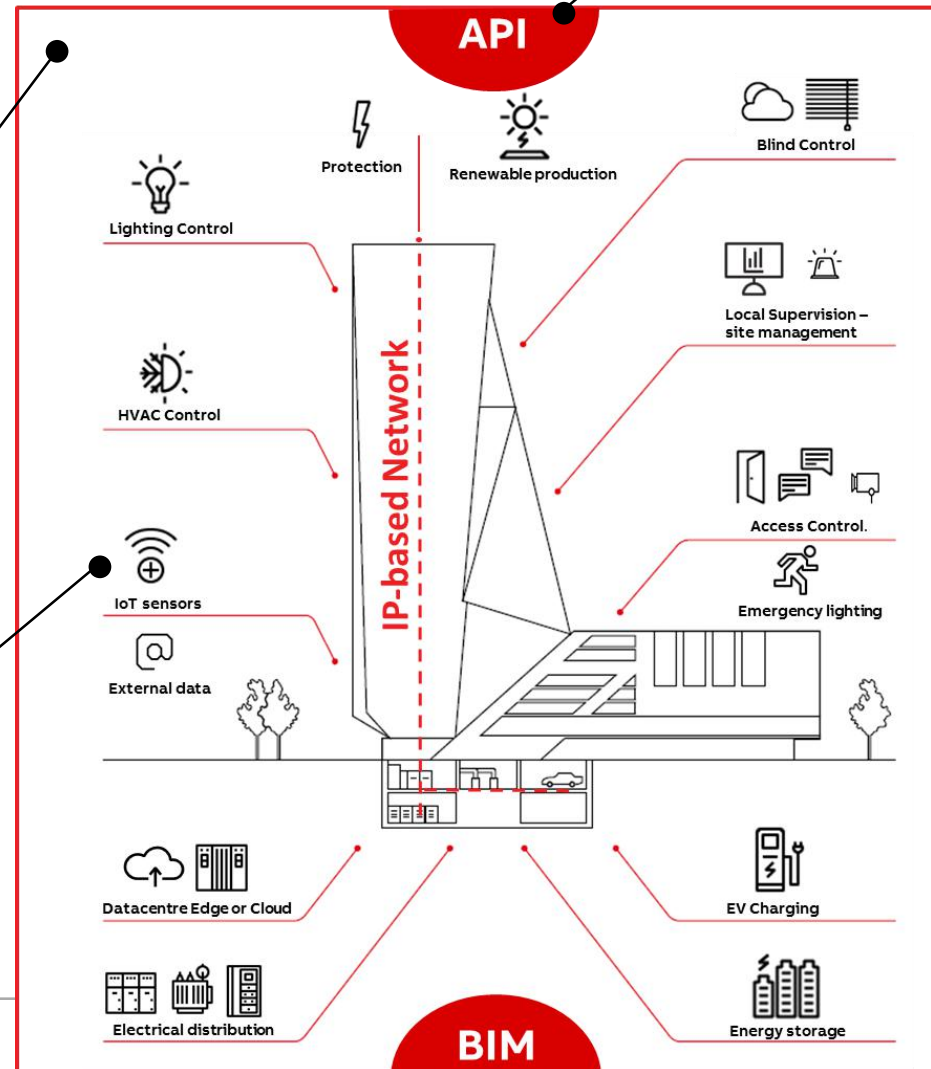 API
Protection
Renewable production
Blind Control
Lighting Control
Local Supervision –
site management
IP-based Network
HVAC Control
Access Control.
IoT sensors
Emergency lighting
External data
Datacentre Edge or Cloud
EV Charging
Electrical distribution
Energy storage
BIM